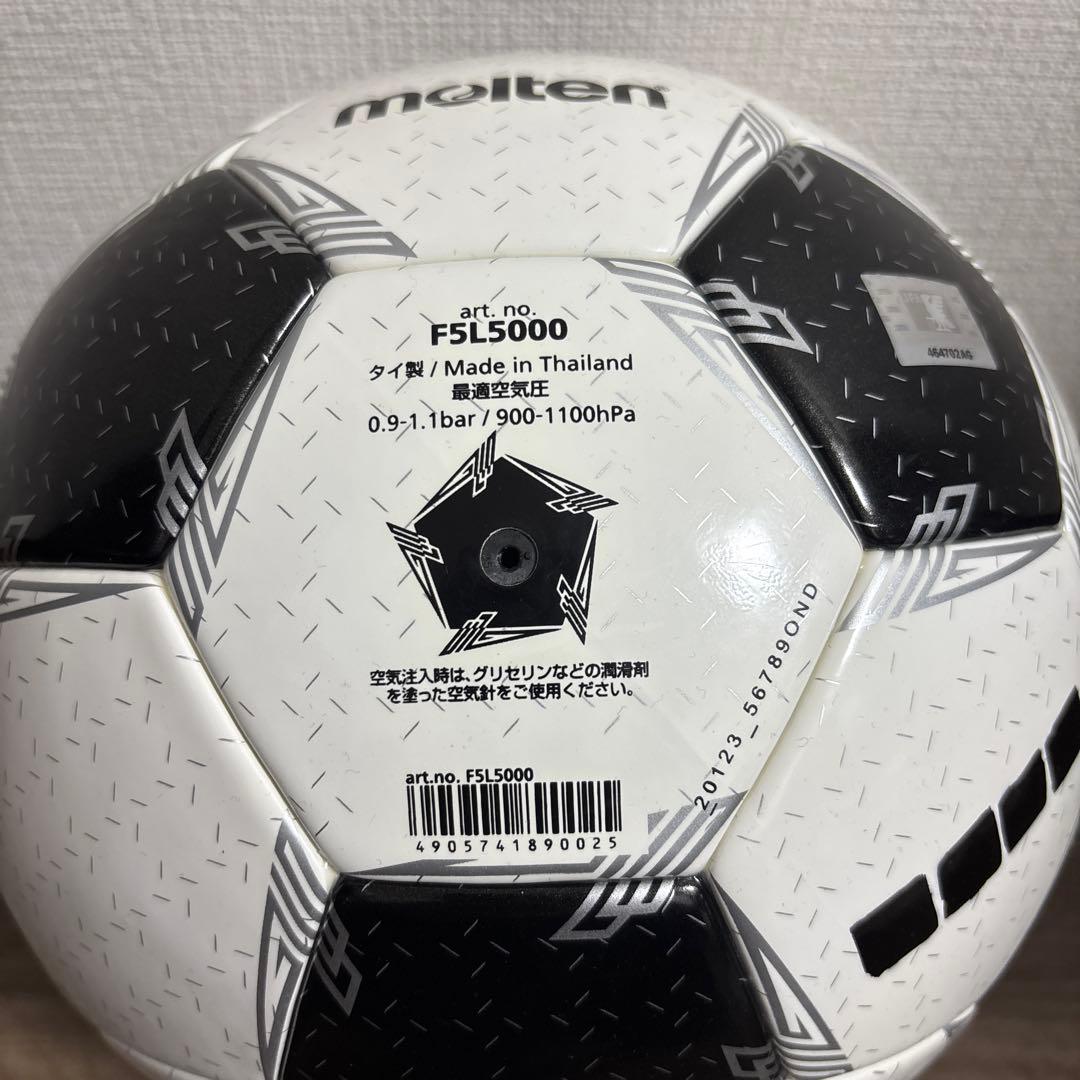 molten
art. no.
F5L5000
タイ製 / Made in Thailand
最適空気圧
0.9-1.1bar / 900-1100hPa
464702AG
空気注入時は、グリセリンなどの潤滑剤
を塗った空気針をご使用ください。
_20123_56789OND
art.no. F5L5000
4905741890025